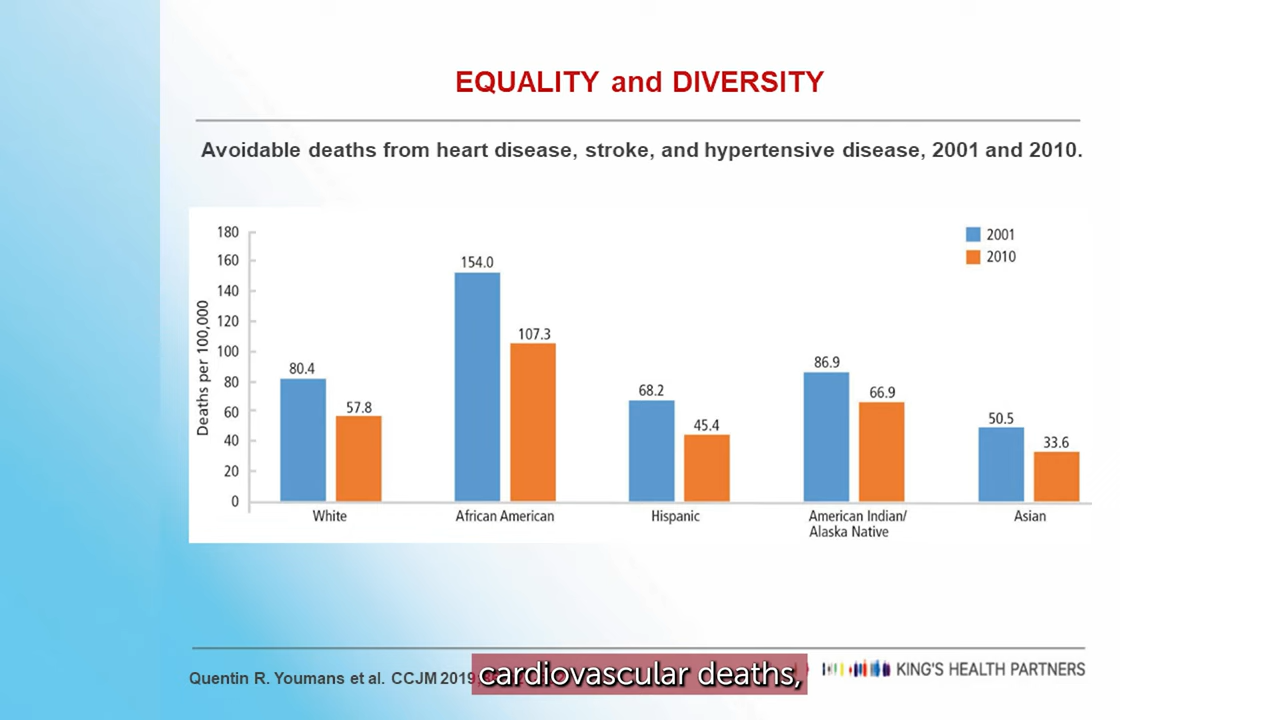 EQUALITY and DIVERSITY
Avoidable deaths from heart disease, stroke, and hypertensive disease, 2001 and 2010.
180
160
140
120
100
80
60
40
20
0
Deaths per 100,000
2001
2010
80.4
57.8
154.0
107.3
68.2
45.4
86.9
66.9
50.5
33.6
White
African American
Hispanic
American Indian/
Alaska Native
Asian
Quentin R. Youmans et al. CCJM 2019
cardiovascular deaths,
KING'S HEALTH PARTNERS